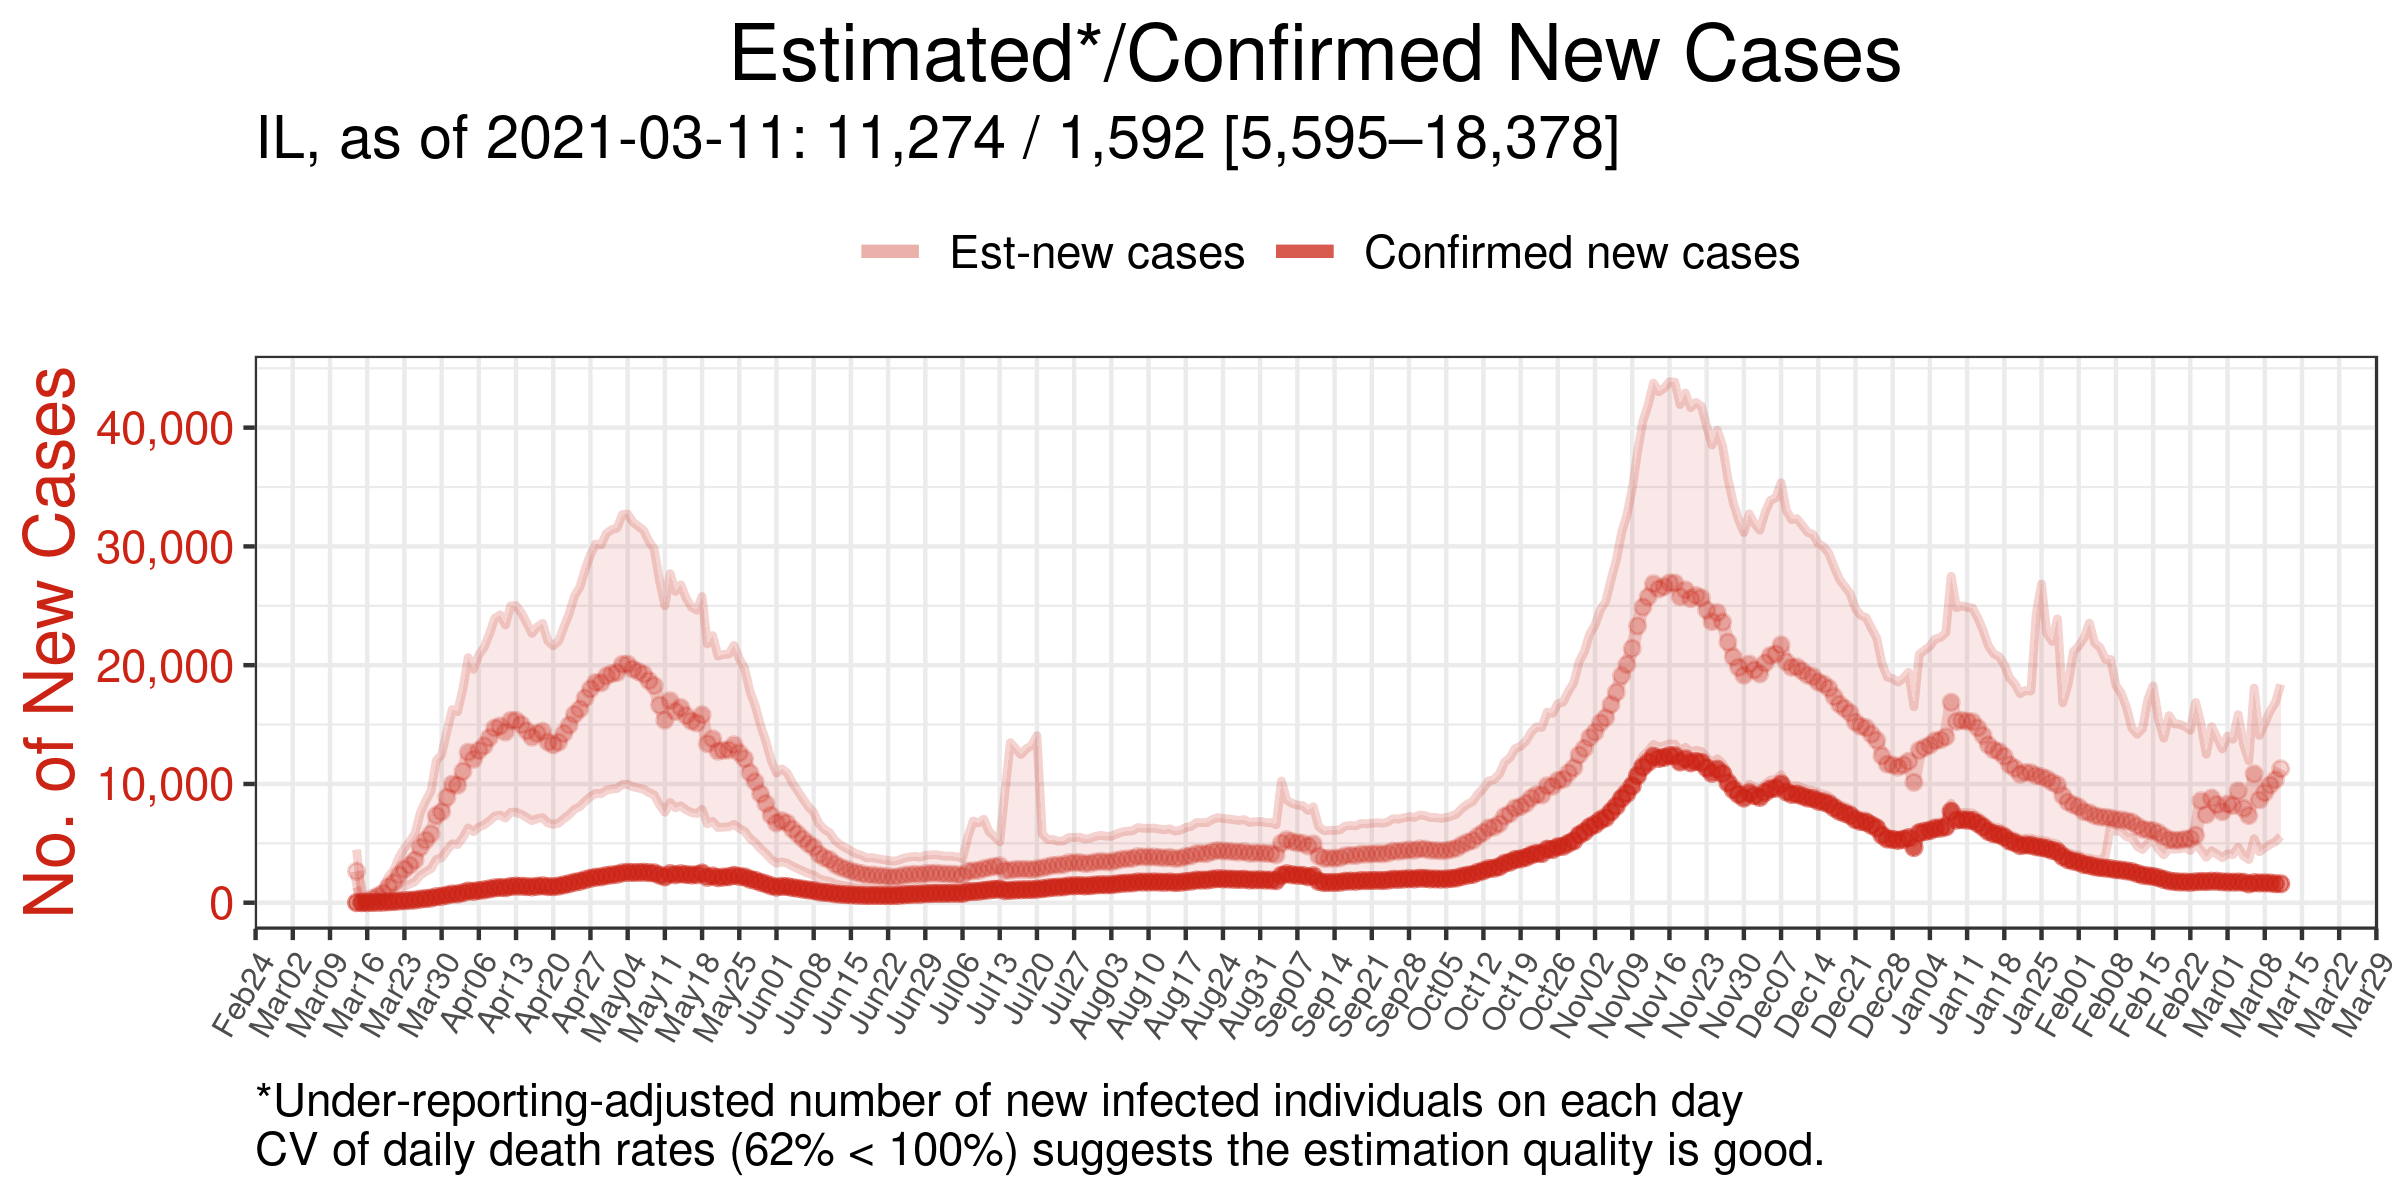 Estimated*/Confirmed New Cases
IL, as of 2021-03-11: 11,274 / 1,592 [5,595–18,378]
Est-new cases Confirmed new cases
No. of New Cases
40,000
30,000
20,000
10,000
0
Feb24 Mar02 Mar09 Mar16 Mar23 Mar30 Apr06 Apr13 Apr20 Apr27 May04 May11 May18 May25 Jun01 Jun08 Jun15 Jun22 Jun29 Jul06 Jul13 Jul20 Jul27 Aug03 Aug10 Aug17 Aug24 Aug31 Sep07 Sep14 Sep21 Sep28 Oct05 Oct12 Oct19 Oct26 Nov02 Nov09 Nov16 Nov23 Nov30 Dec07 Dec14 Dec21 Dec28 Jan04 Jan11 Jan18 Jan25 Feb01 Feb08 Feb15 Feb22 Mar01 Mar08 Mar15 Mar22 Mar29
*Under-reporting-adjusted number of new infected individuals on each day
CV of daily death rates (62% < 100%) suggests the estimation quality is good.